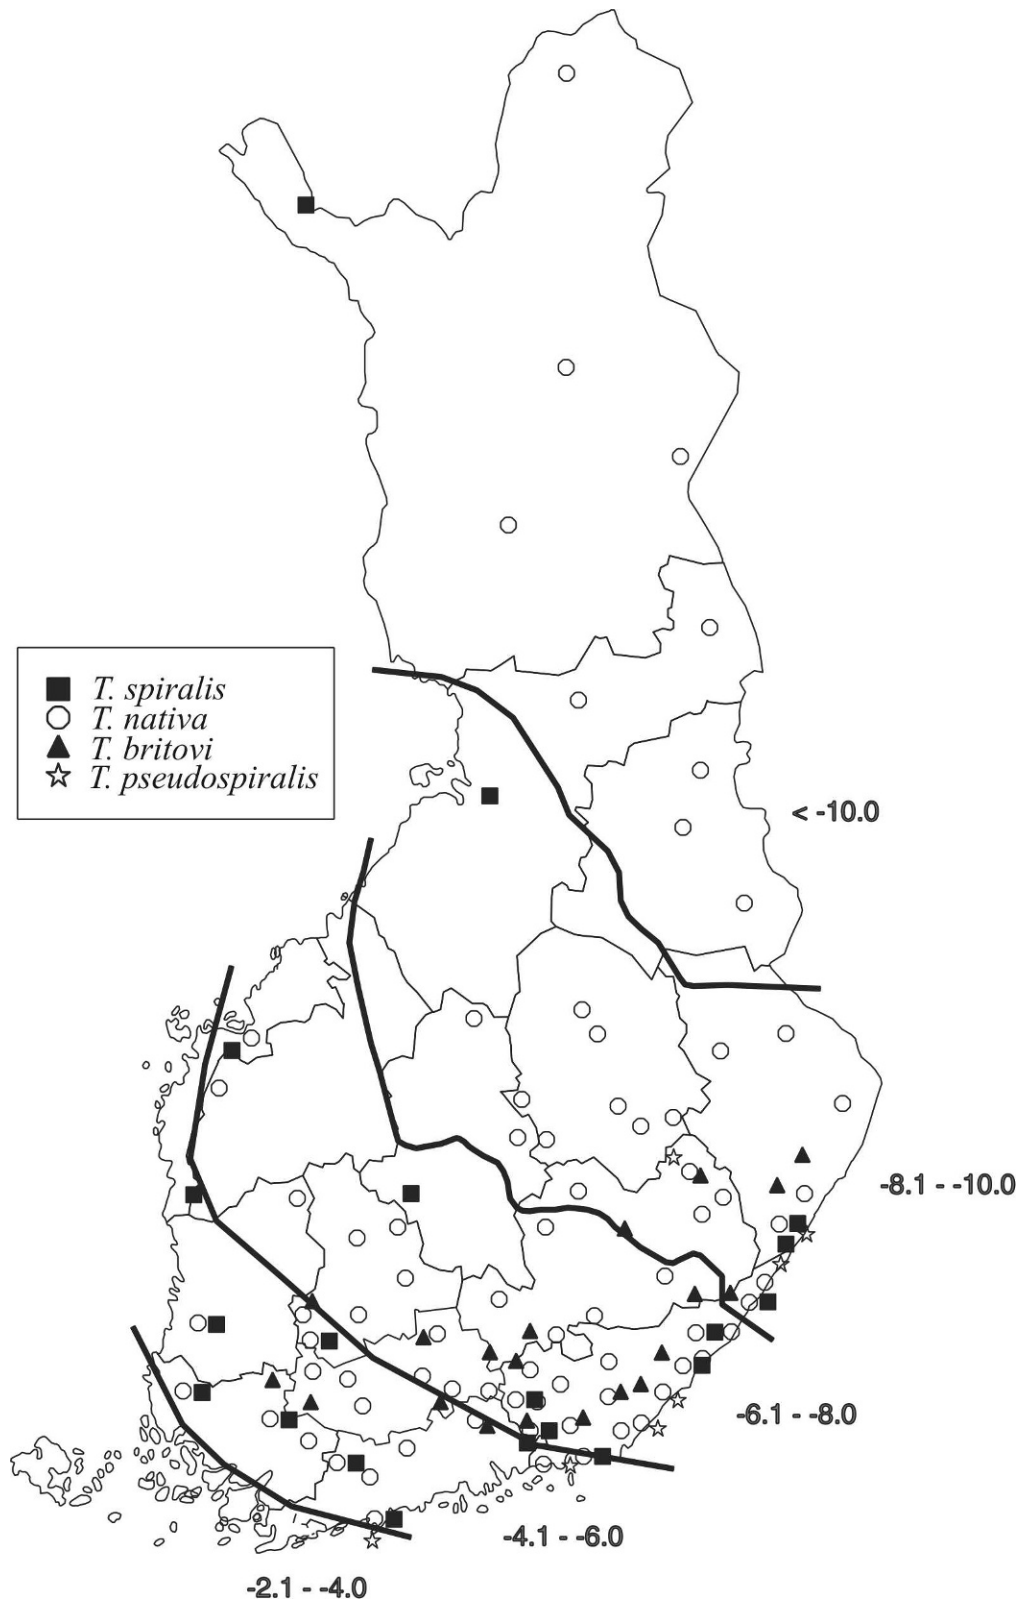 T. spiralis
T. nativa
T. britovi
T. pseudospiralis
< -10.0
-8.1 - -10.0
-6.1 - -8.0
-4.1 - -6.0
-2.1 - -4.0